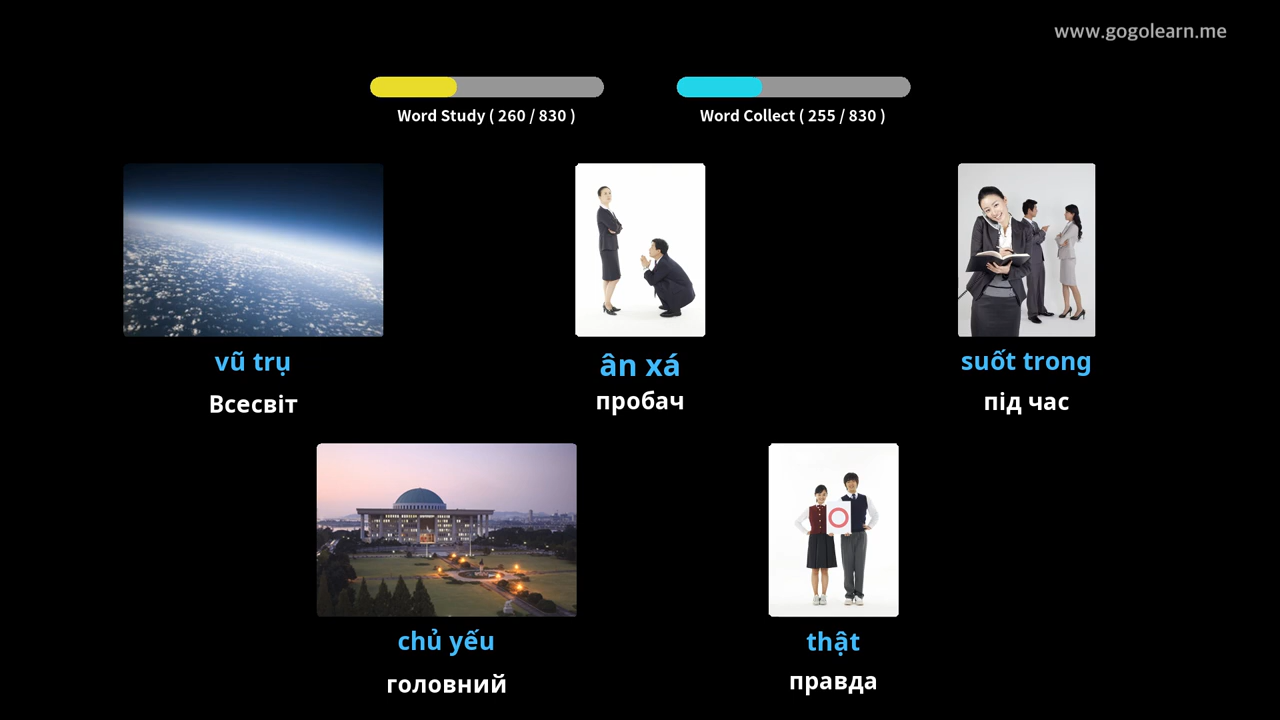 www.gogolearn.me
Word Study ( 260 / 830 )
Word Collect ( 255 / 830 )
vũ trụ
Всесвіт
ân xá
пробач
suốt trong
під час
chủ yếu
головний
thật
правда